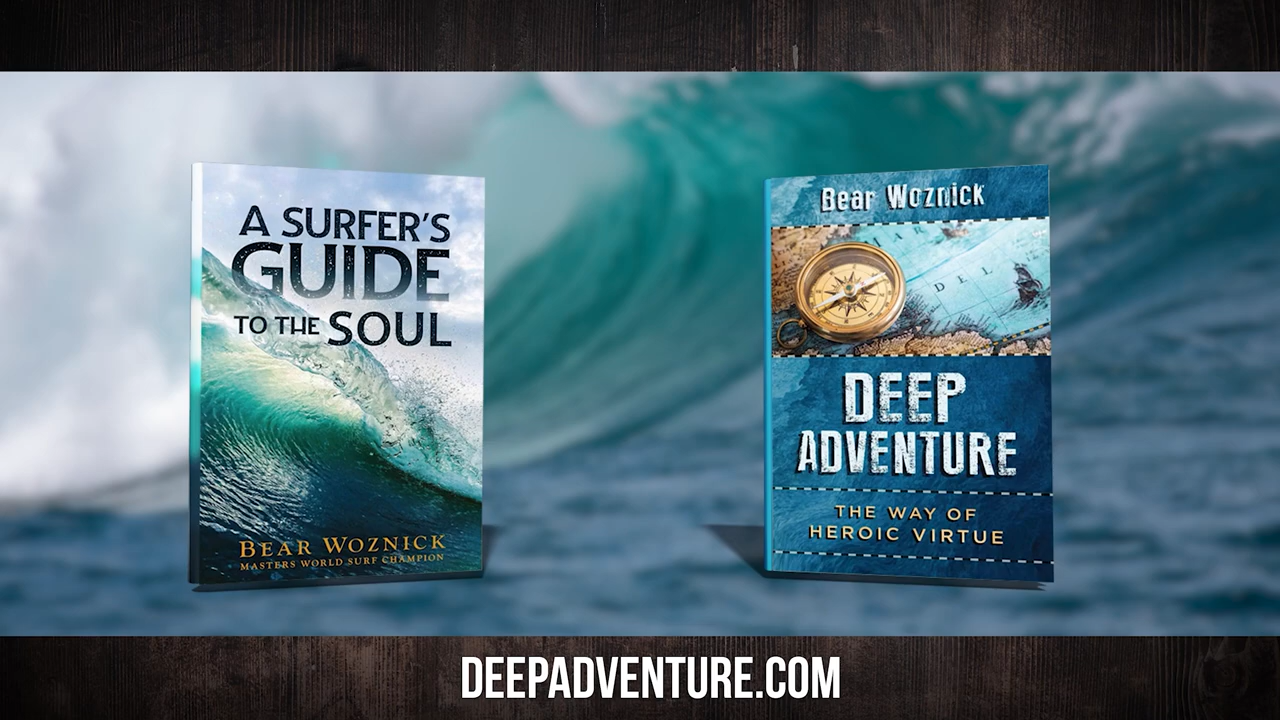 A SURFER'S
GUIDE
TO THE SOUL
BEAR WOZNICK
MASTERS WORLD SURF CHAMPION
Bear Woznick
DEL
DEEP
ADVENTURE
THE WAY OF
HEROIC VIRTUE
DEEPADVENTURE.COM